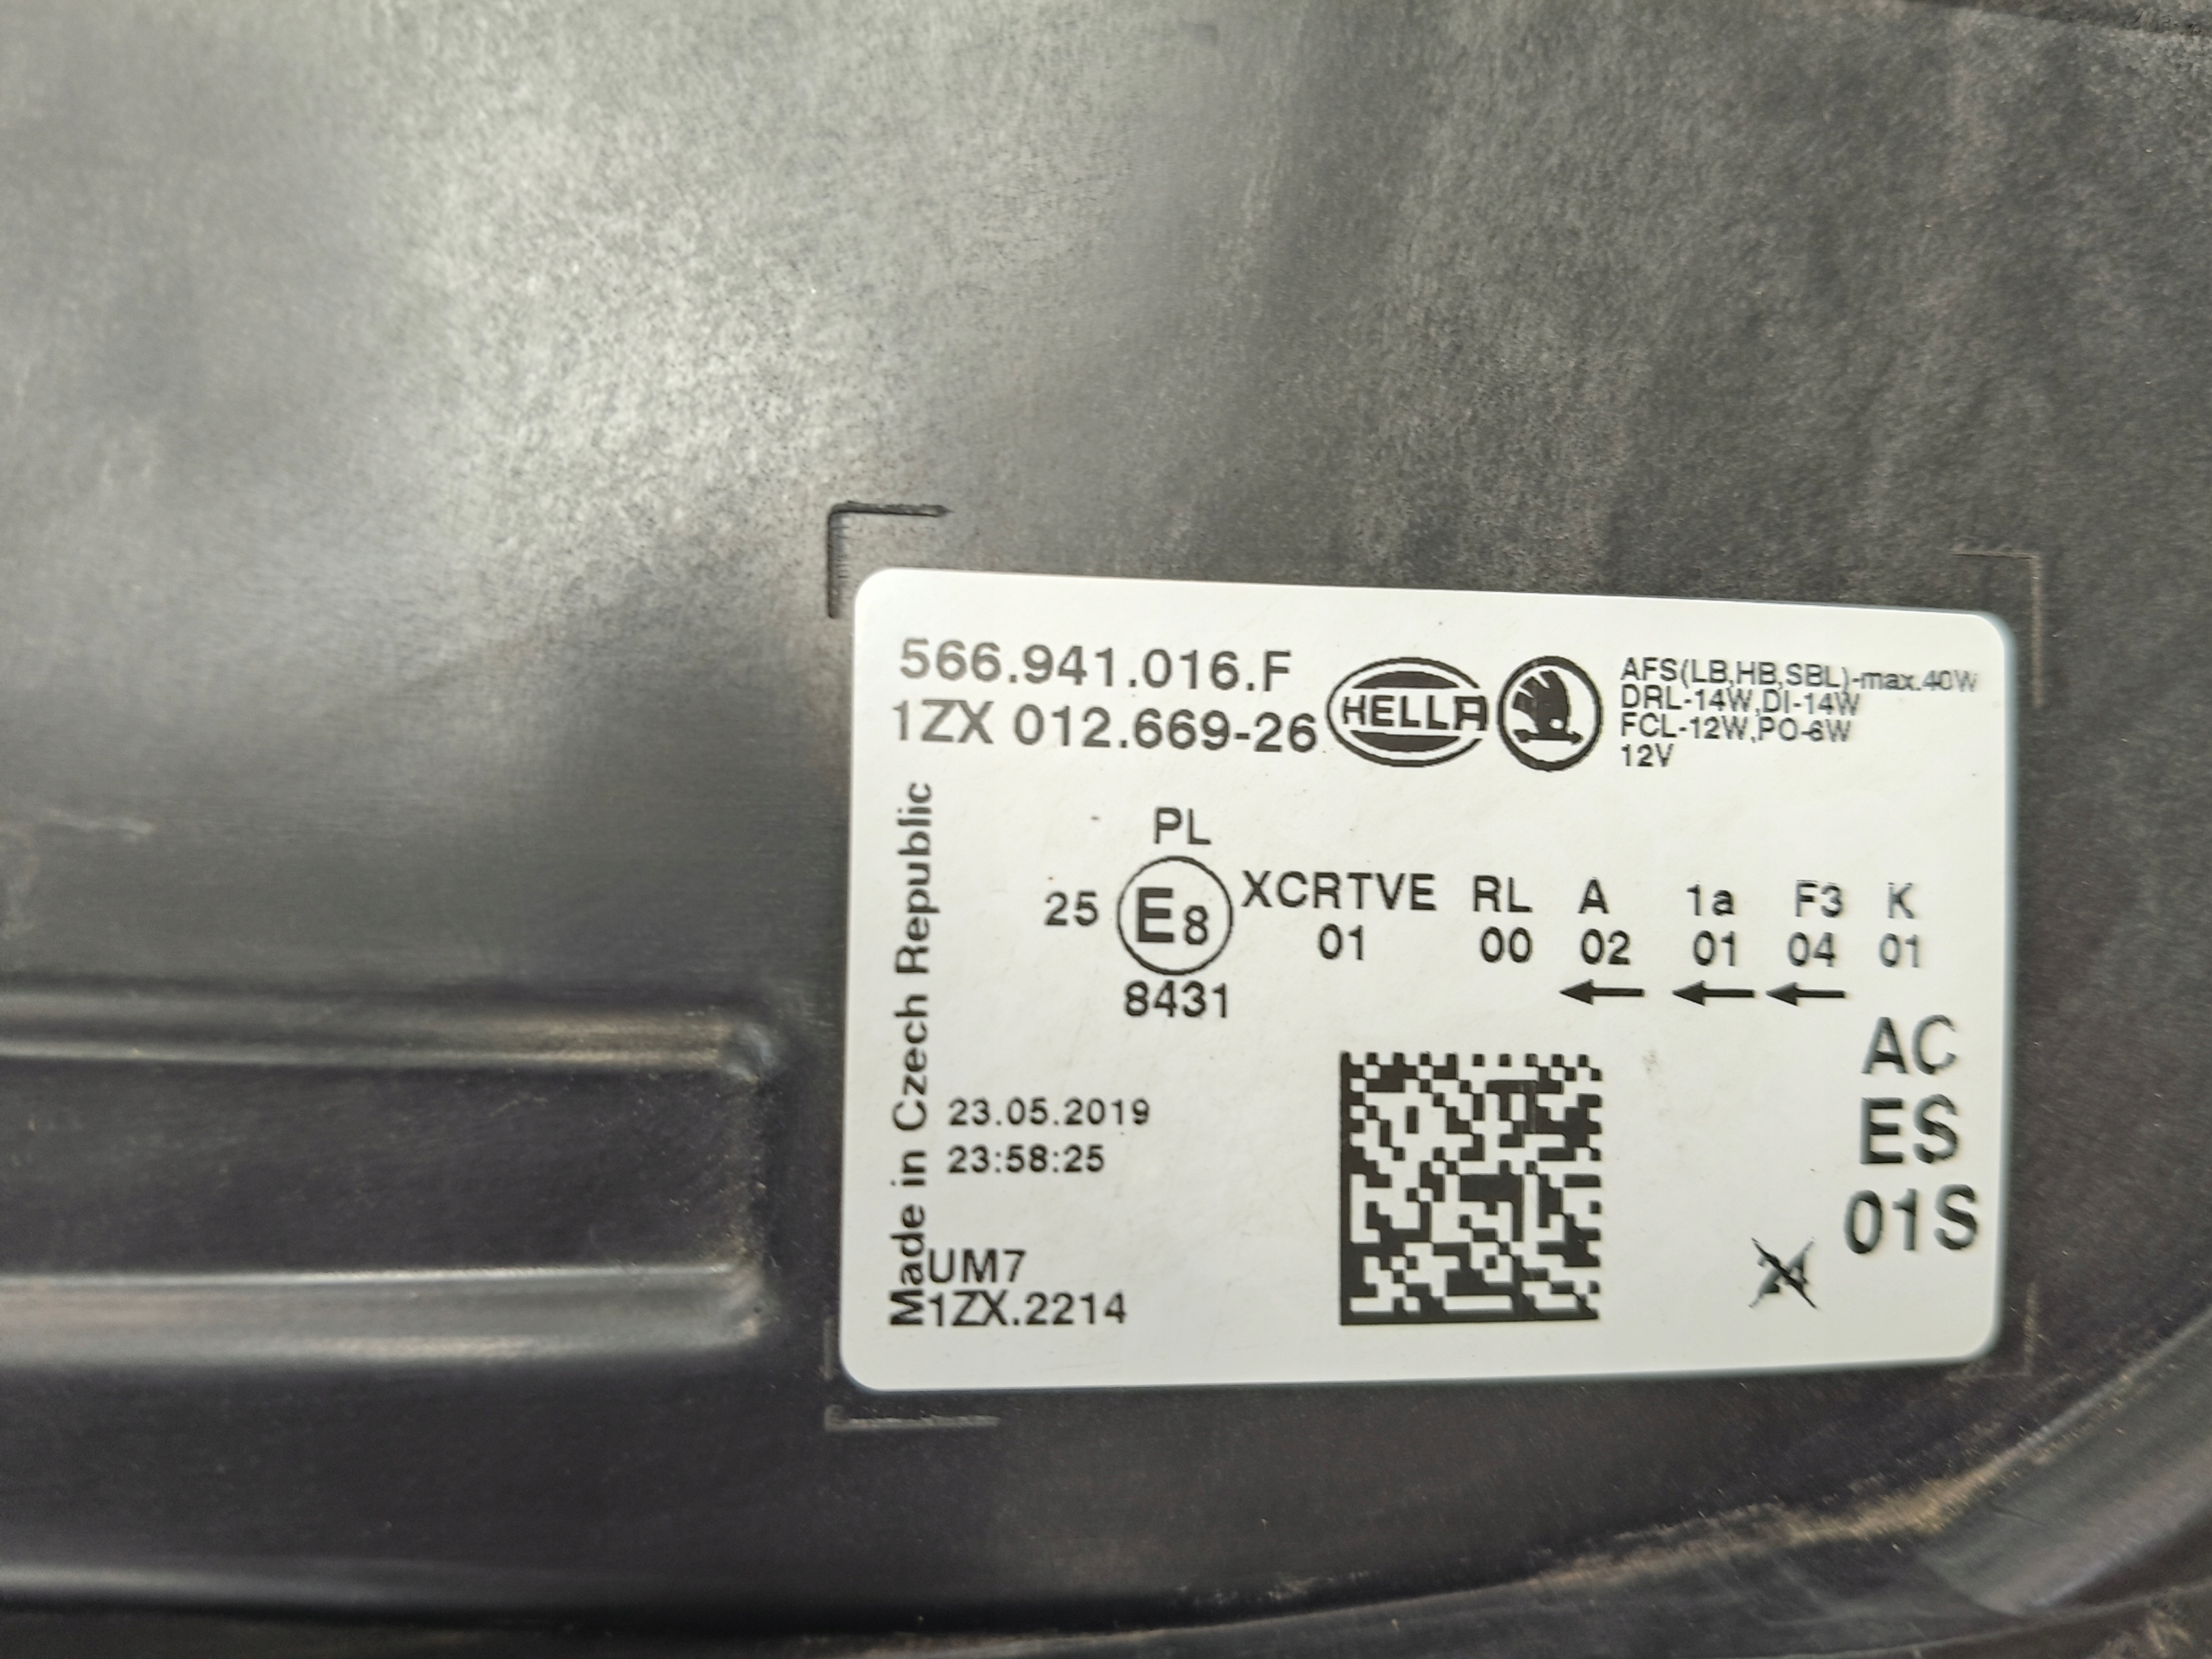 566.941.016.F
1ZX 012.669-26
HELLA
AFS(LB,HB,SBL)-max.40W
DRL-14W,DI-14W
FCL-12W,PO-6W
12V
Made in Czech Republic
PL
25 E8 XCRTVE RL A 1a F3 K
01 00 02 01 04 01
8431
AC
ES
01S
23.05.2019
23:58:25
UM7
1ZX.2214